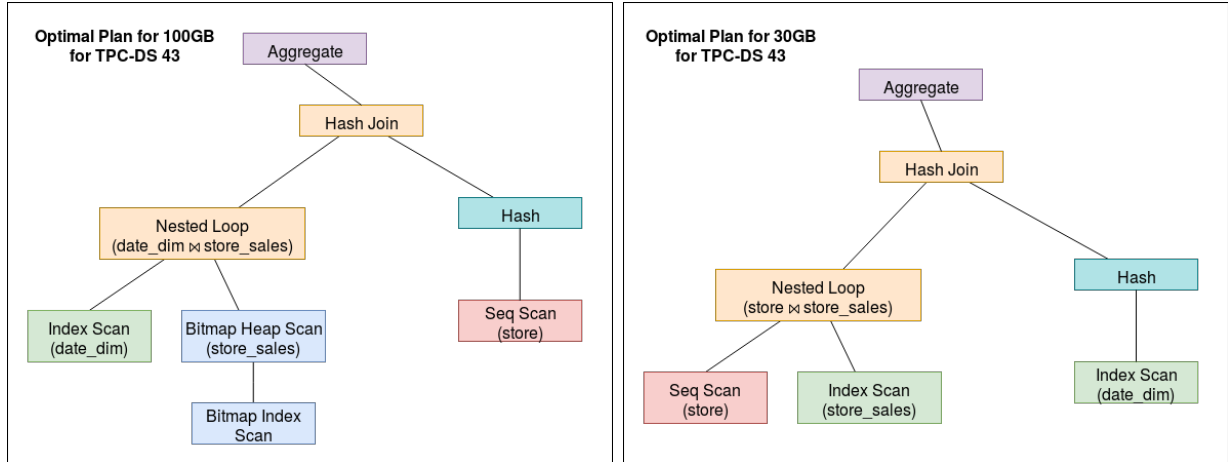 Optimal Plan for 100GB
for TPC-DS 43
Aggregate
Hash Join
Nested Loop
(date_dim ⋈ store_sales)
Hash
Index Scan
(date_dim)
Bitmap Heap Scan
(store_sales)
Seq Scan
(store)
Bitmap Index
Scan
Optimal Plan for 30GB
for TPC-DS 43
Aggregate
Hash Join
Nested Loop
(store ⋈ store_sales)
Hash
Seq Scan
(store)
Index Scan
(store_sales)
Index Scan
(date_dim)